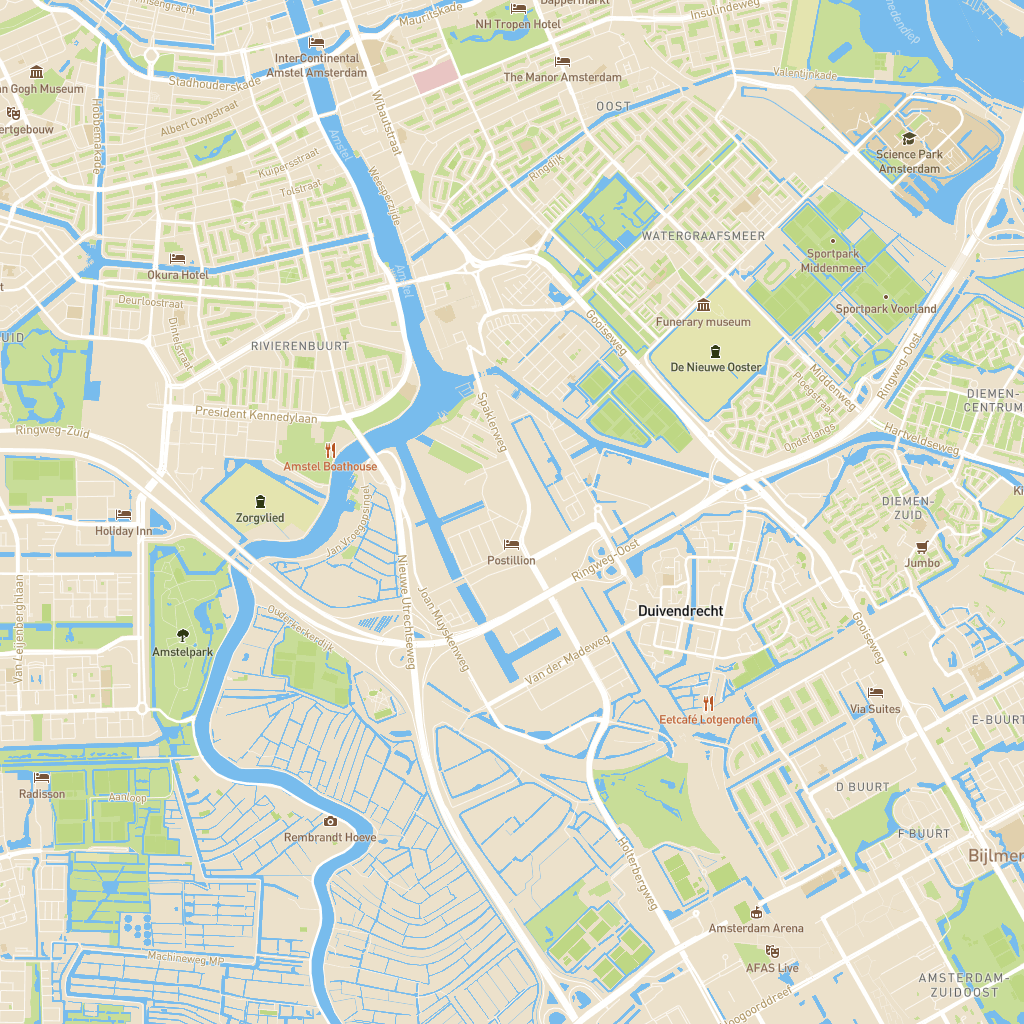 Prinsengracht
Mauritskade
Dappermarkt
Insulindeweg
NH Tropen Hotel
InterContinental
Amstel Amsterdam
The Manor Amsterdam
Valentijnkade
Stadhouderskade
Gogh Museum
Hobbemakade
Albert Cuypstraat
Wibautstraat
OOST
Amstel
Science Park
Amsterdam
Kuipersstraat
Tolstraat
Weesperzijde
Ringdijk
WATERGRAAFSMEER
Sportpark
Middenmeer
Okura Hotel
Amstel
Deurloostraat
Dintelstraat
Sportpark Voorland
Funerary museum
Gooiseweg
RIVIERENBUURT
De Nieuwe Ooster
Ringweg-Oost
Middenweg
Ploegstraat
DIEMEN-
CENTRUM
President Kennedylaan
Spaklerweg
Onderlangs
Hartveldseweg
Ringweg-Zuid
Amstel Boathouse
Zorgvlied
Jan Vroegopsingel
DIEMEN-
ZUID
Holiday Inn
Postillion
Ringweg-Oost
Jumbo
Van Leijenberghlaan
Nieuwe Utrechtseweg
Joan Muyskenweg
Ouderkerkerdijk
Duivendrecht
Gooiseweg
Amstelpark
Van der Madeweg
Via Suites
Eetcafé Lotgenoten
E-BUURT
Radisson
Aanloop
D BUURT
Rembrandt Hoeve
F BUURT
Holterbergweg
Amsterdam Arena
Machineweg MP
AFAS Live
AMSTERDAM-
ZUIDOOST